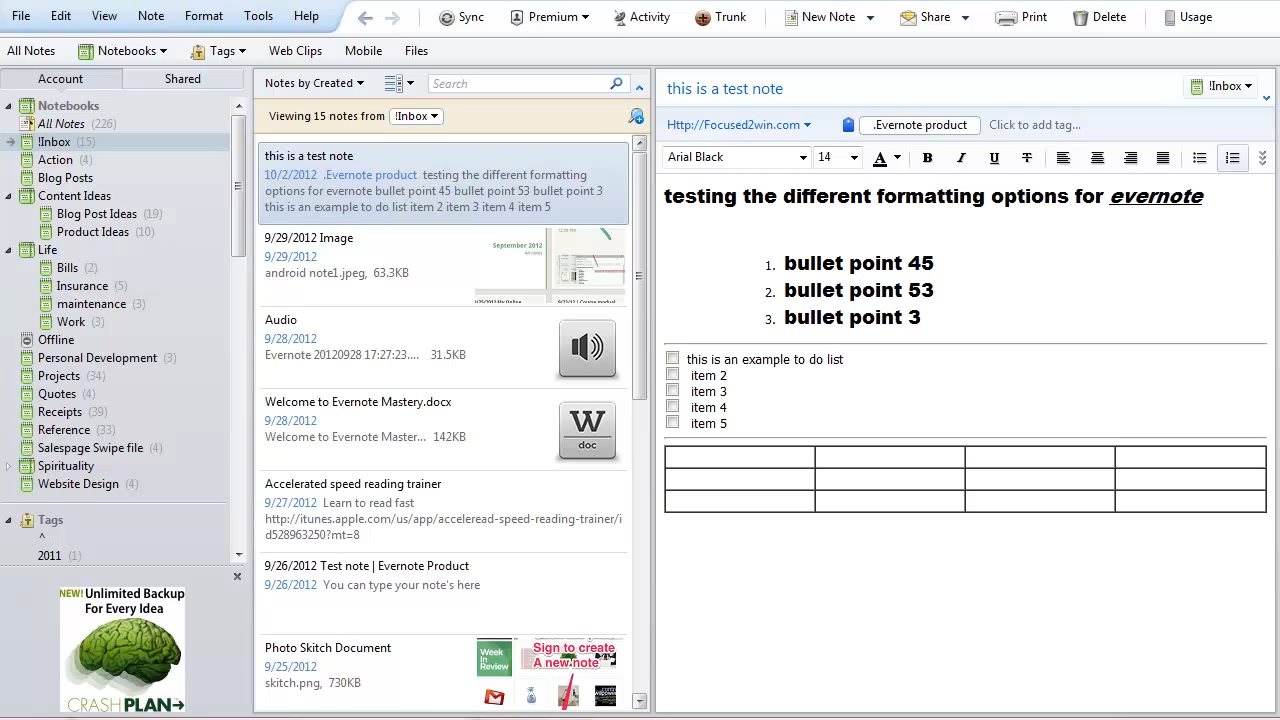 File Edit View Note Format Tools Help
Sync Premium Activity Trunk New Note Share Print Delete Usage
All Notes Notebooks Tags Web Clips Mobile Files
Account Shared
Notebooks
All Notes (226)
!Inbox (15)
Action (4)
Blog Posts
Content Ideas
Blog Post Ideas (19)
Product Ideas (10)
Life
Bills (2)
Insurance (5)
maintenance (3)
Work (3)
Offline
Personal Development (3)
Projects (34)
Quotes (4)
Receipts (39)
Reference (33)
Salespage Swipe file (4)
Spirituality
Website Design (4)
Tags
^
2011 (1)
NEW! Unlimited Backup
For Every Idea
CRASHPLAN
Notes by Created Search
Viewing 15 notes from !Inbox
this is a test note
10/2/2012 .Evernote product testing the different formatting
options for evernote bullet point 45 bullet point 53 bullet point 3
this is an example to do list item 2 item 3 item 4 item 5
9/29/2012 Image
9/29/2012
android note1.jpeg, 63.3KB
September 2012
Audio
9/28/2012
Evernote 20120928 17:27:23.... 31.5KB
Welcome to Evernote Mastery.docx
9/28/2012
Welcome to Evernote Master... 142KB
W
doc
Accelerated speed reading trainer
9/27/2012 Learn to read fast
http://itunes.apple.com/us/app/acceleread-speed-reading-trainer/i
d528963250?mt=8
9/26/2012 Test note | Evernote Product
9/26/2012 You can type your note's here
Photo Skitch Document
9/25/2012
skitch.png, 730KB
Week
In
Review
Sign to create
A new note
this is a test note !Inbox
Http://Focused2win.com .Evernote product Click to add tag...
Arial Black 14 A B I U T
testing the different formatting options for evernote
1. bullet point 45
2. bullet point 53
3. bullet point 3
this is an example to do list
item 2
item 3
item 4
item 5